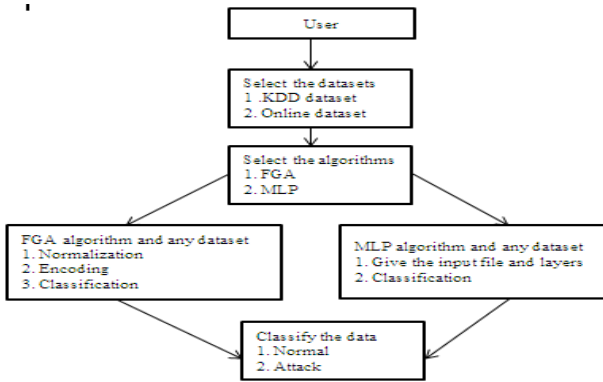 User
Select the datasets
1 .KDD dataset
2. Online dataset
Select the algorithms
1. FGA
2. MLP
FGA algorithm and any dataset
1. Normalization
2. Encoding
3. Classification
MLP algorithm and any dataset
1. Give the input file and layers
2. Classification
Classify the data
1. Normal
2. Attack